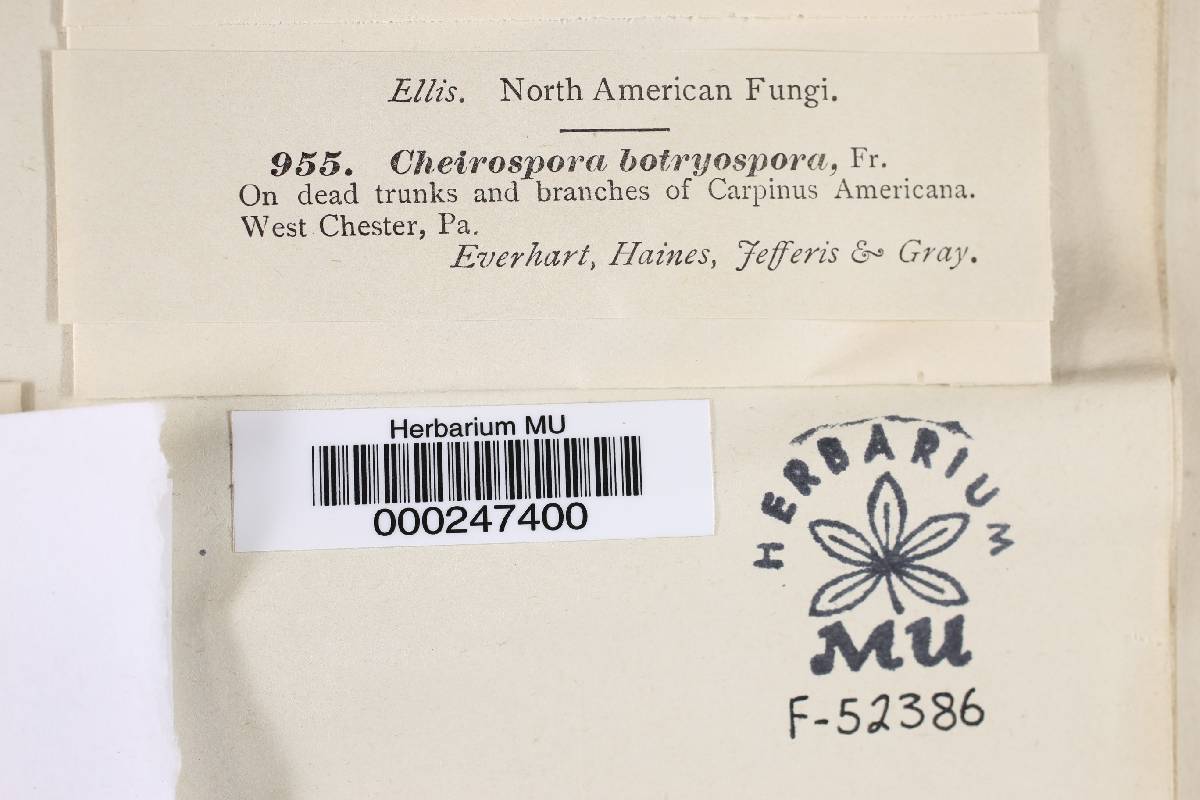 Ellis. North American Fungi.
955. Cheirospora botryospora, Fr.
On dead trunks and branches of Carpinus Americana.
West Chester, Pa.
Everhart, Haines, Jefferis & Gray.
Herbarium MU
000247400
HERBARIUM
MU
F-52386